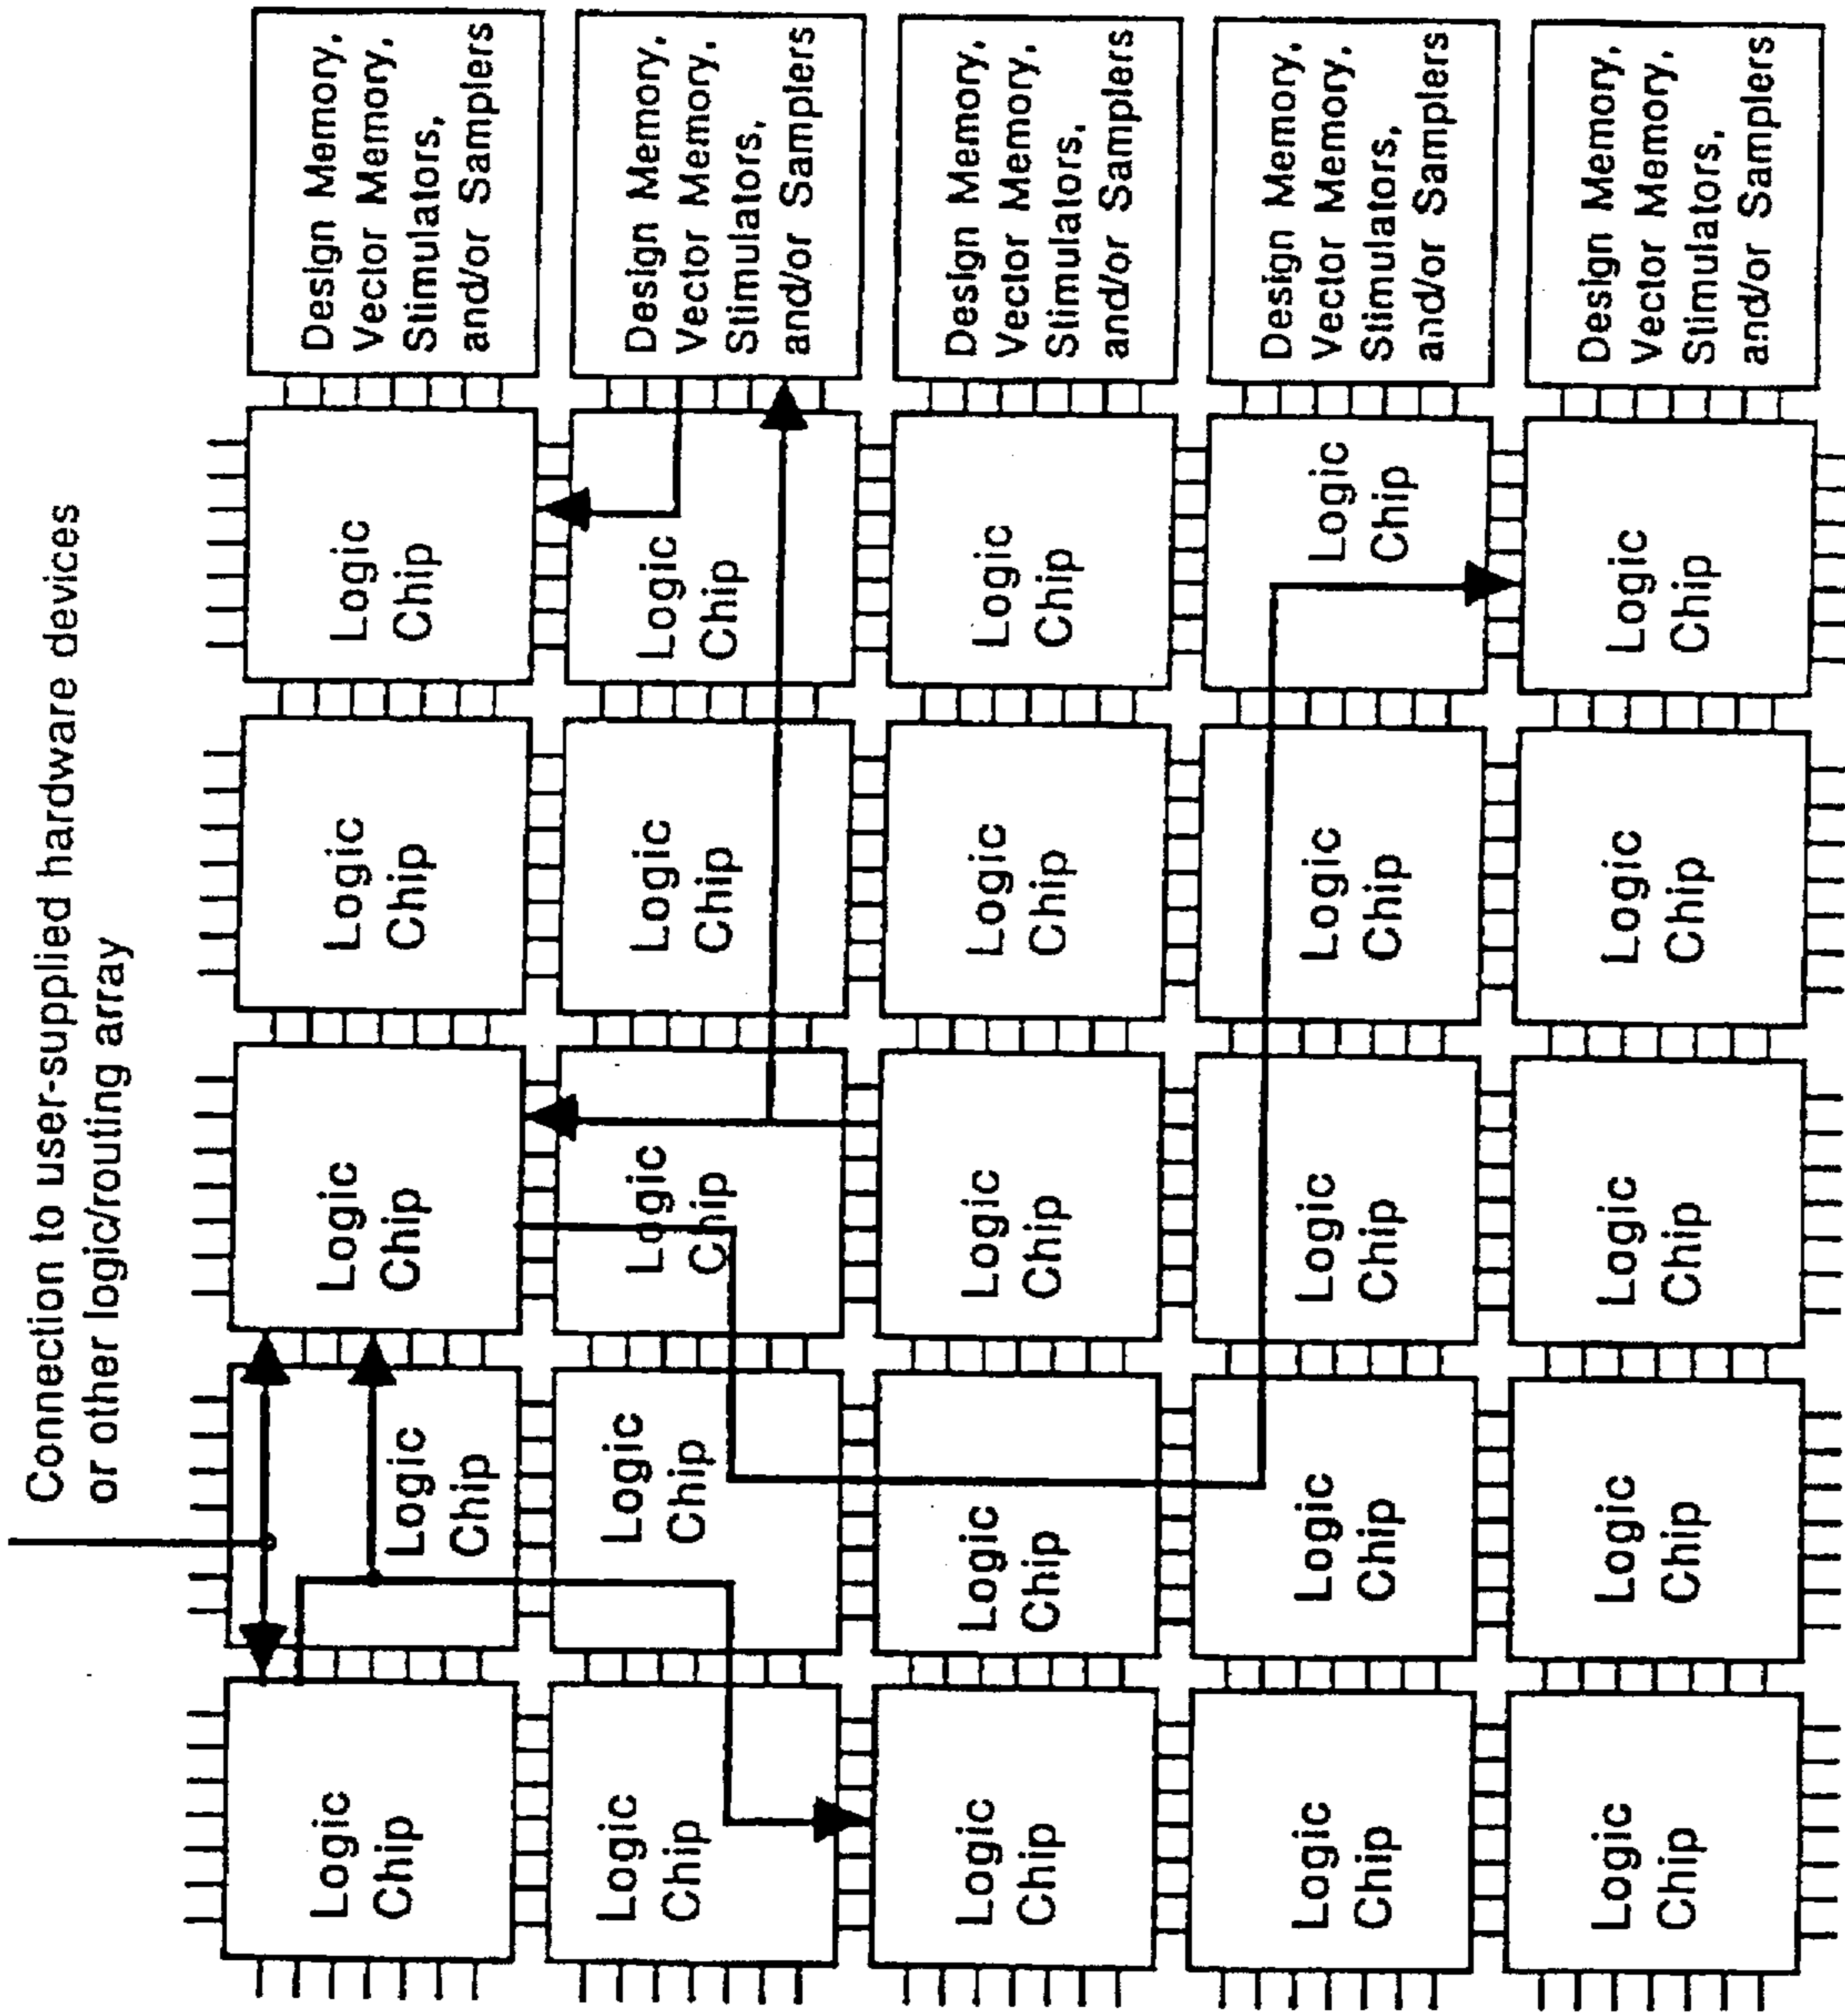 Connection to user-supplied hardware devices
or other logic/routing array
Logic
Chip
Logic
Chip
Logic
Chip
Logic
Chip
Logic
Chip
Design Memory,
Vector Memory,
Stimulators,
and/or Samplers
Logic
Chip
Logic
Chip
Logic
Chip
Logic
Chip
Logic
Chip
Design Memory,
Vector Memory,
Stimulators,
and/or Samplers
Logic
Chip
Logic
Chip
Logic
Chip
Logic
Chip
Logic
Chip
Design Memory,
Vector Memory,
Stimulators,
and/or Samplers
Logic
Chip
Logic
Chip
Logic
Chip
Logic
Chip
Logic
Chip
Design Memory,
Vector Memory,
Stimulators,
and/or Samplers
Logic
Chip
Logic
Chip
Logic
Chip
Logic
Chip
Logic
Chip
Design Memory,
Vector Memory,
Stimulators,
and/or Samplers